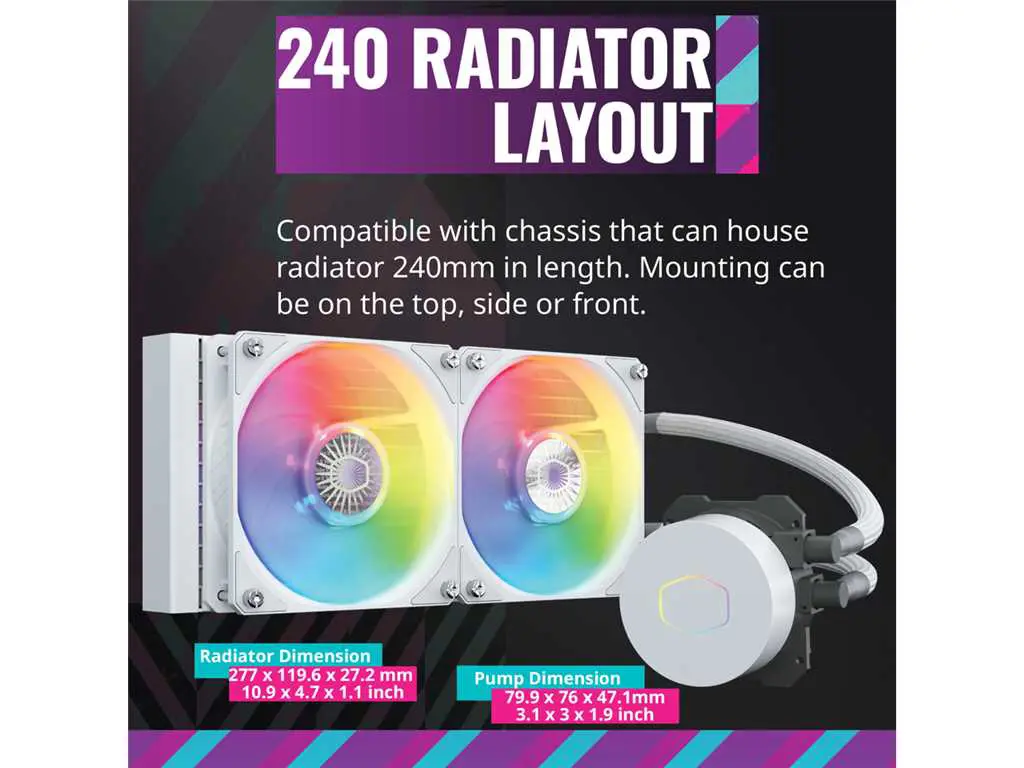 240 RADIATOR
LAYOUT
Compatible with chassis that can house
radiator 240mm in length. Mounting can
be on the top, side or front.
Radiator Dimension
277 x 119.6 x 27.2 mm
10.9 x 4.7 x 1.1 inch
Pump Dimension
79.9 x 76 x 47.1mm
3.1 x 3 x 1.9 inch